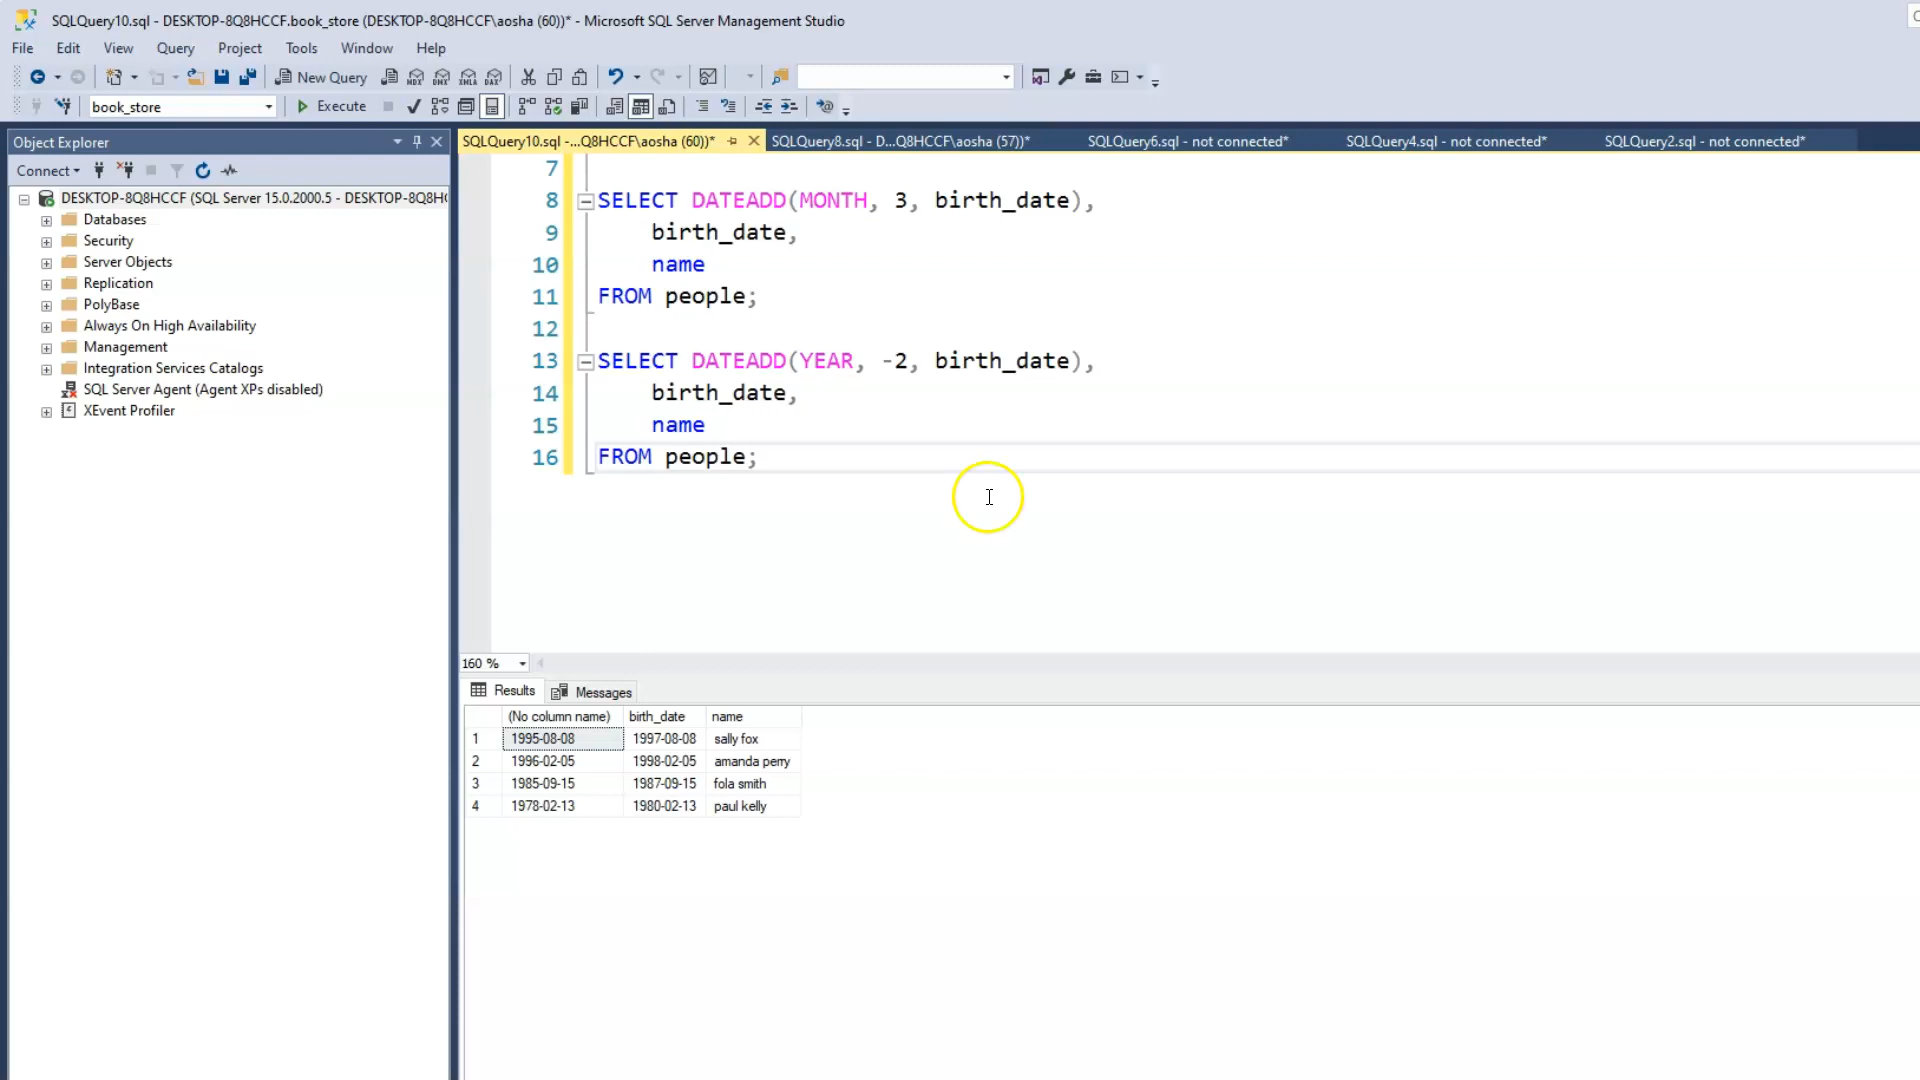 SQLQuery10.sql - DESKTOP-8Q8HCCF.book_store (DESKTOP-8Q8HCCF\aosha (60))* - Microsoft SQL Server Management Studio
File Edit View Query Project Tools Window Help
New Query
book_store Execute
Object Explorer
Connect
DESKTOP-8Q8HCCF (SQL Server 15.0.2000.5 - DESKTOP-8Q8H
Databases
Security
Server Objects
Replication
PolyBase
Always On High Availability
Management
Integration Services Catalogs
SQL Server Agent (Agent XPs disabled)
XEvent Profiler
SQLQuery10.sql -...Q8HCCF\aosha (60))* SQLQuery8.sql - D...Q8HCCF\aosha (57))* SQLQuery6.sql - not connected* SQLQuery4.sql - not connected* SQLQuery2.sql - not connected*
7
8 SELECT DATEADD(MONTH, 3, birth_date),
9 birth_date,
10 name
11 FROM people;
12
13 SELECT DATEADD(YEAR, -2, birth_date),
14 birth_date,
15 name
16 FROM people;
160 %
Results Messages
(No column name) birth_date name
1 1995-08-08 1997-08-08 sally fox
2 1996-02-05 1998-02-05 amanda perry
3 1985-09-15 1987-09-15 fola smith
4 1978-02-13 1980-02-13 paul kelly